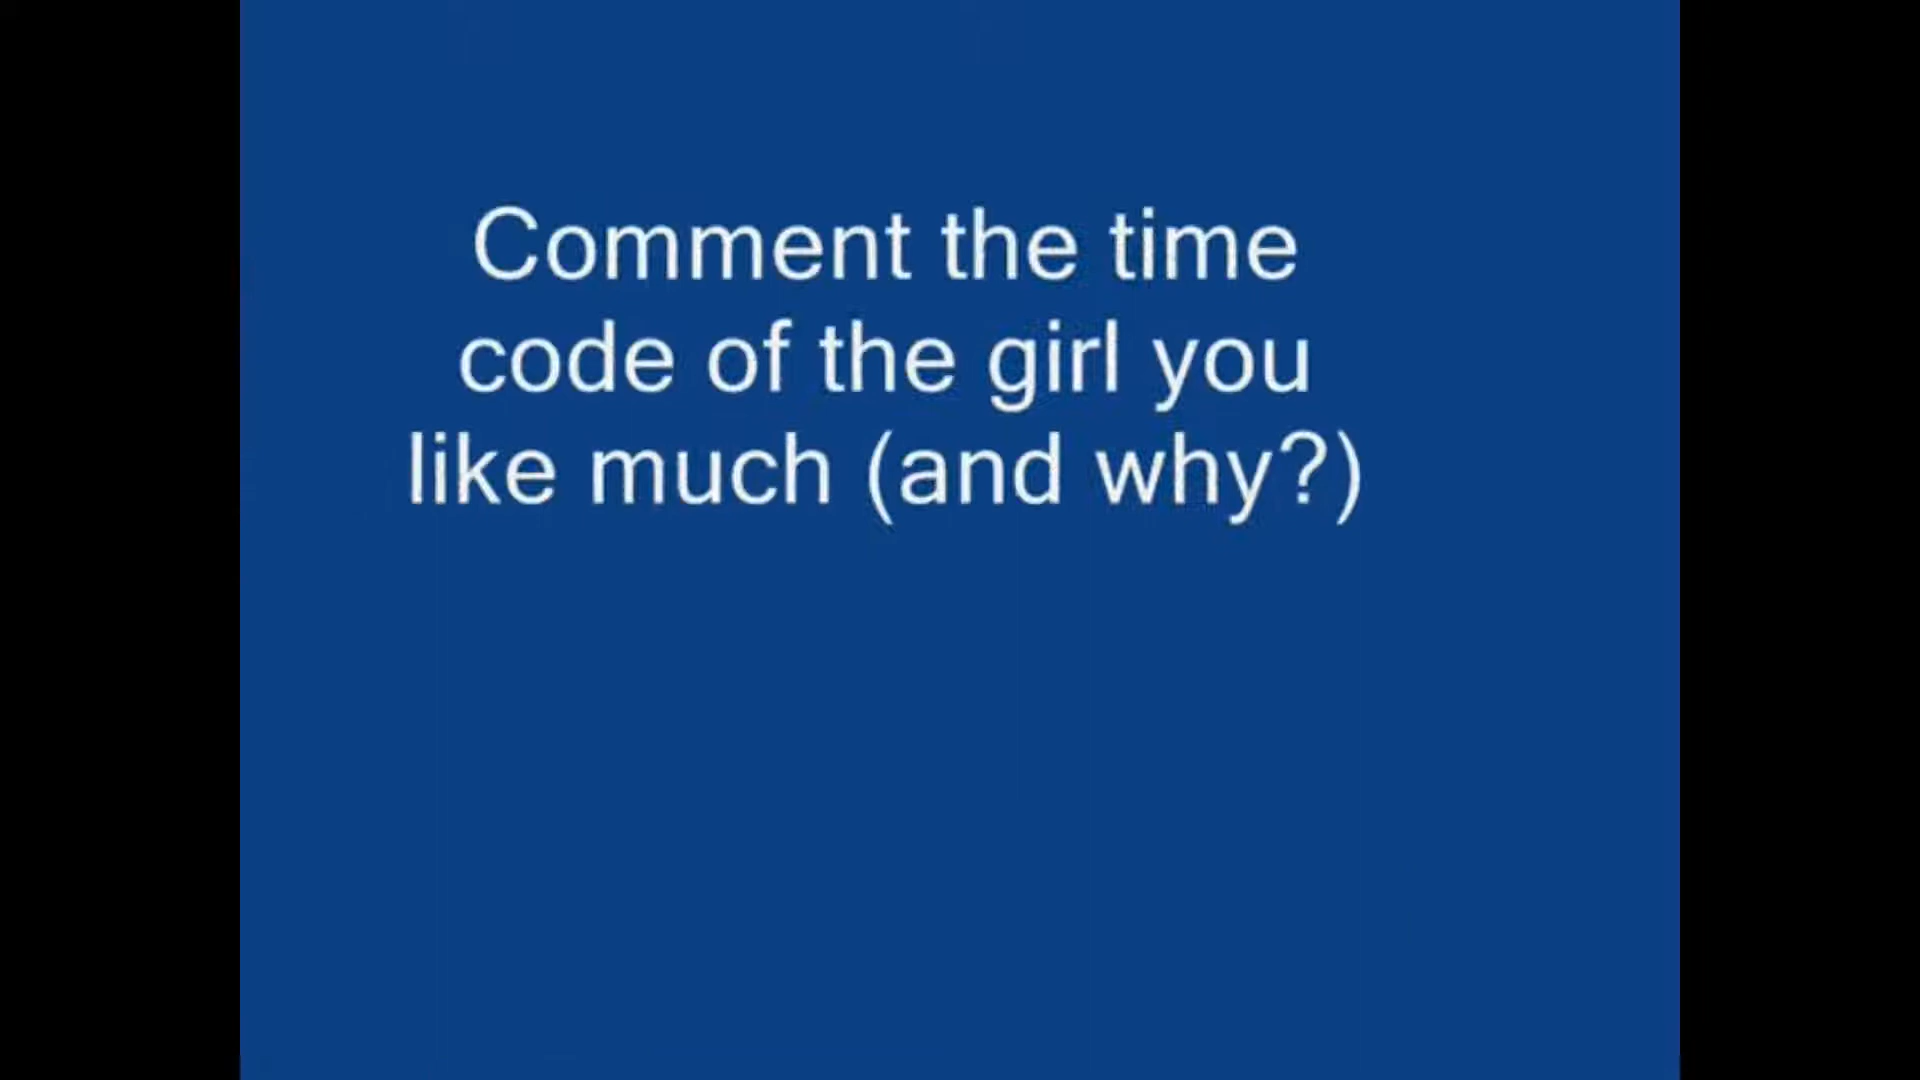 Comment the time
code of the girl you
like much (and why?)